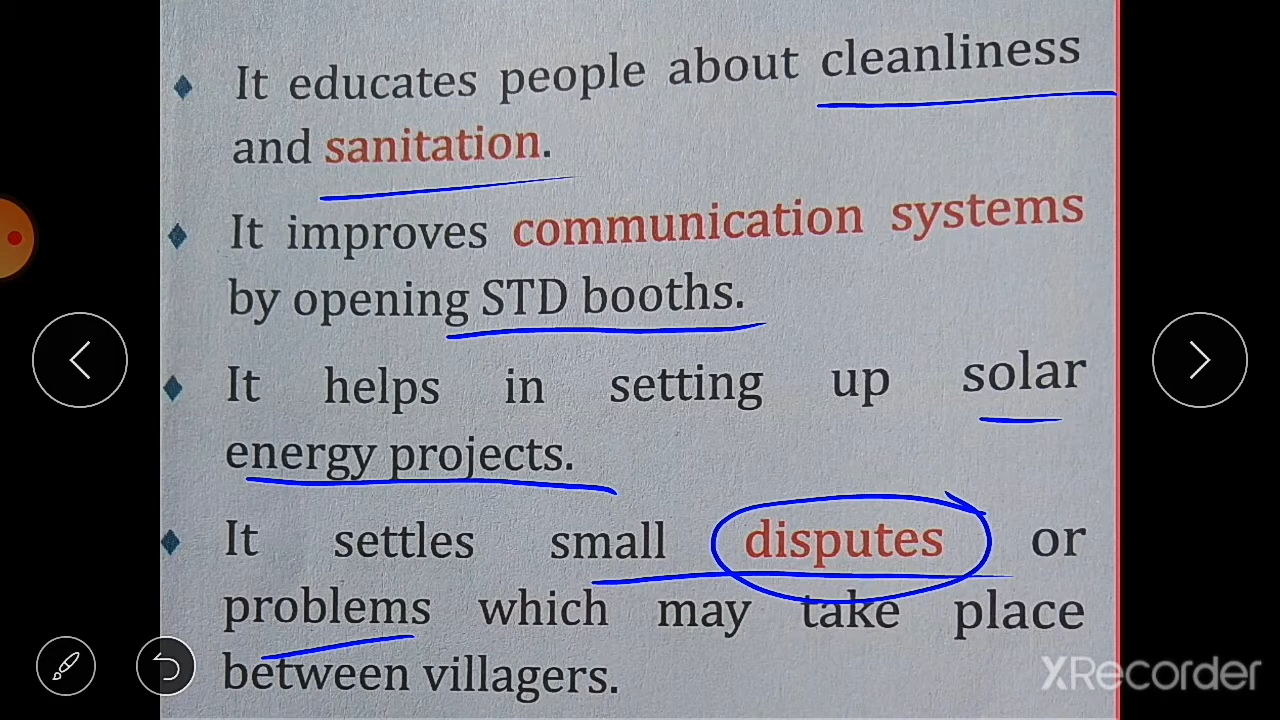 It educates people about cleanliness
and sanitation.
It improves communication systems
by opening STD booths.
It helps in setting up solar
energy projects.
It settles small disputes or
problems which may take place
between villagers.
XRecorder